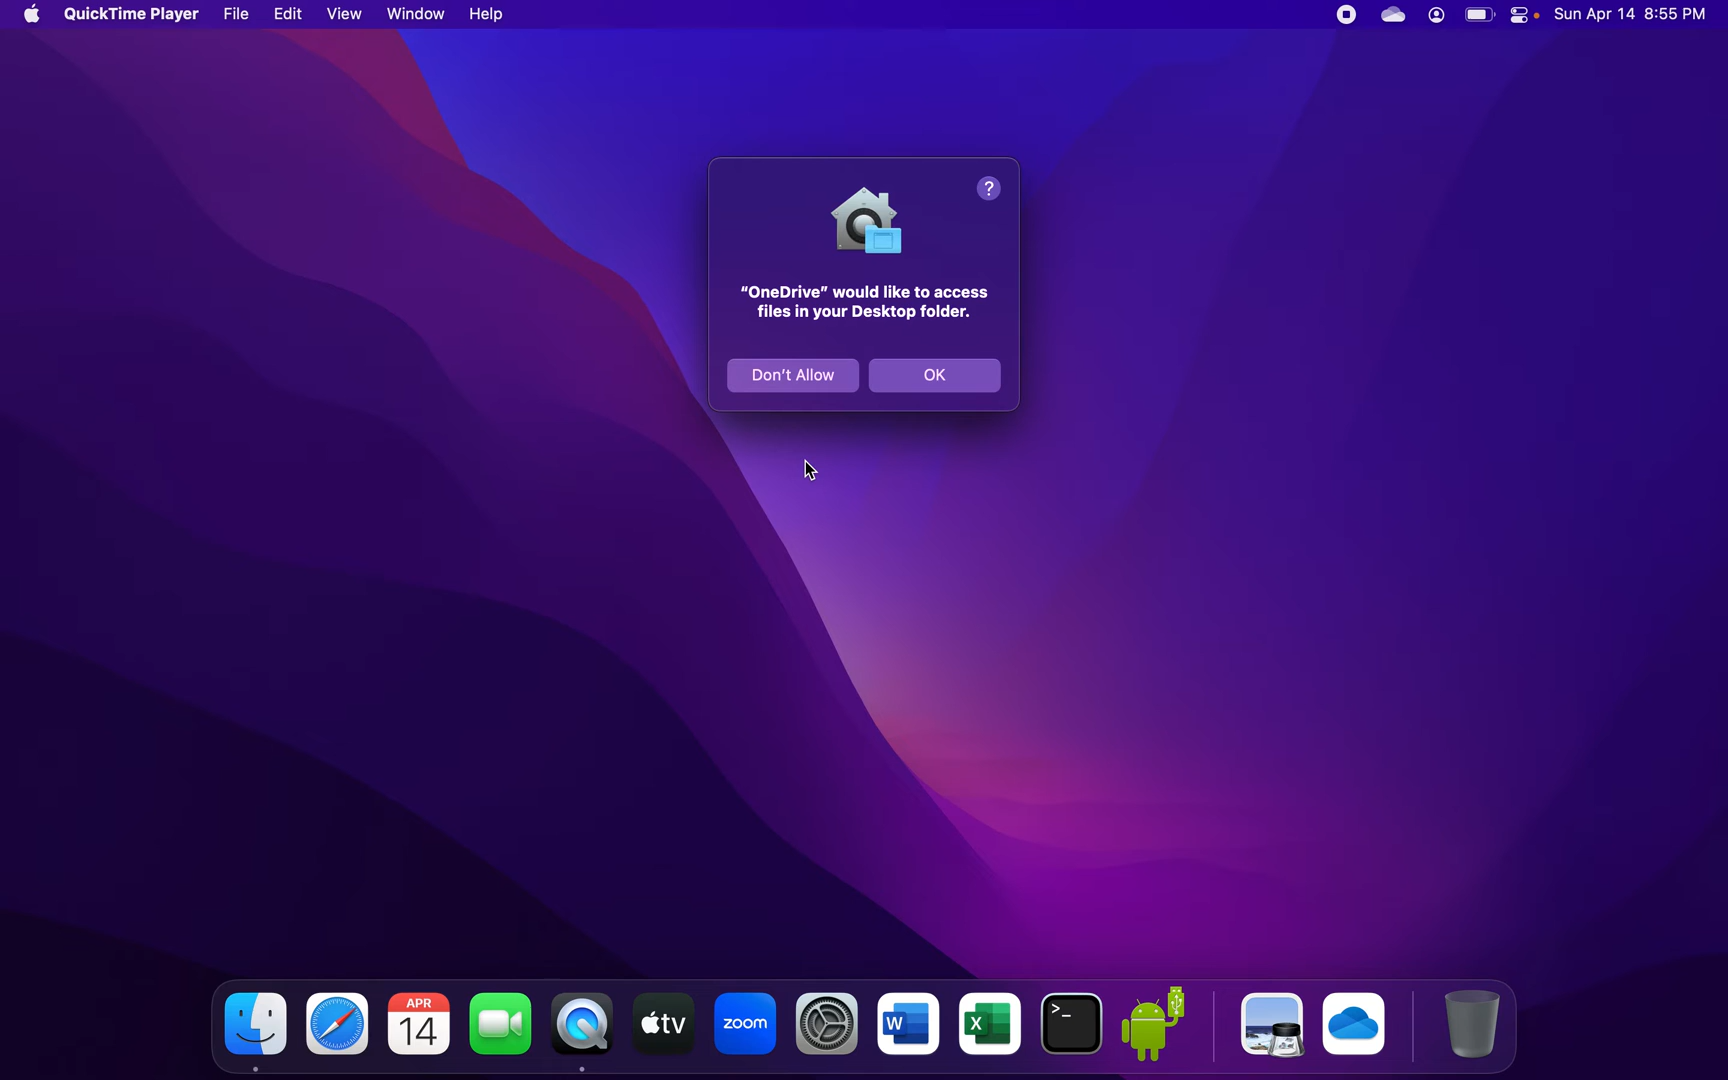 QuickTime Player File Edit View Window Help Sun Apr 14 8:55 PM
?
“OneDrive” would like to access
files in your Desktop folder.
Don’t Allow OK
APR
14
tv
zoom
W
X
>_